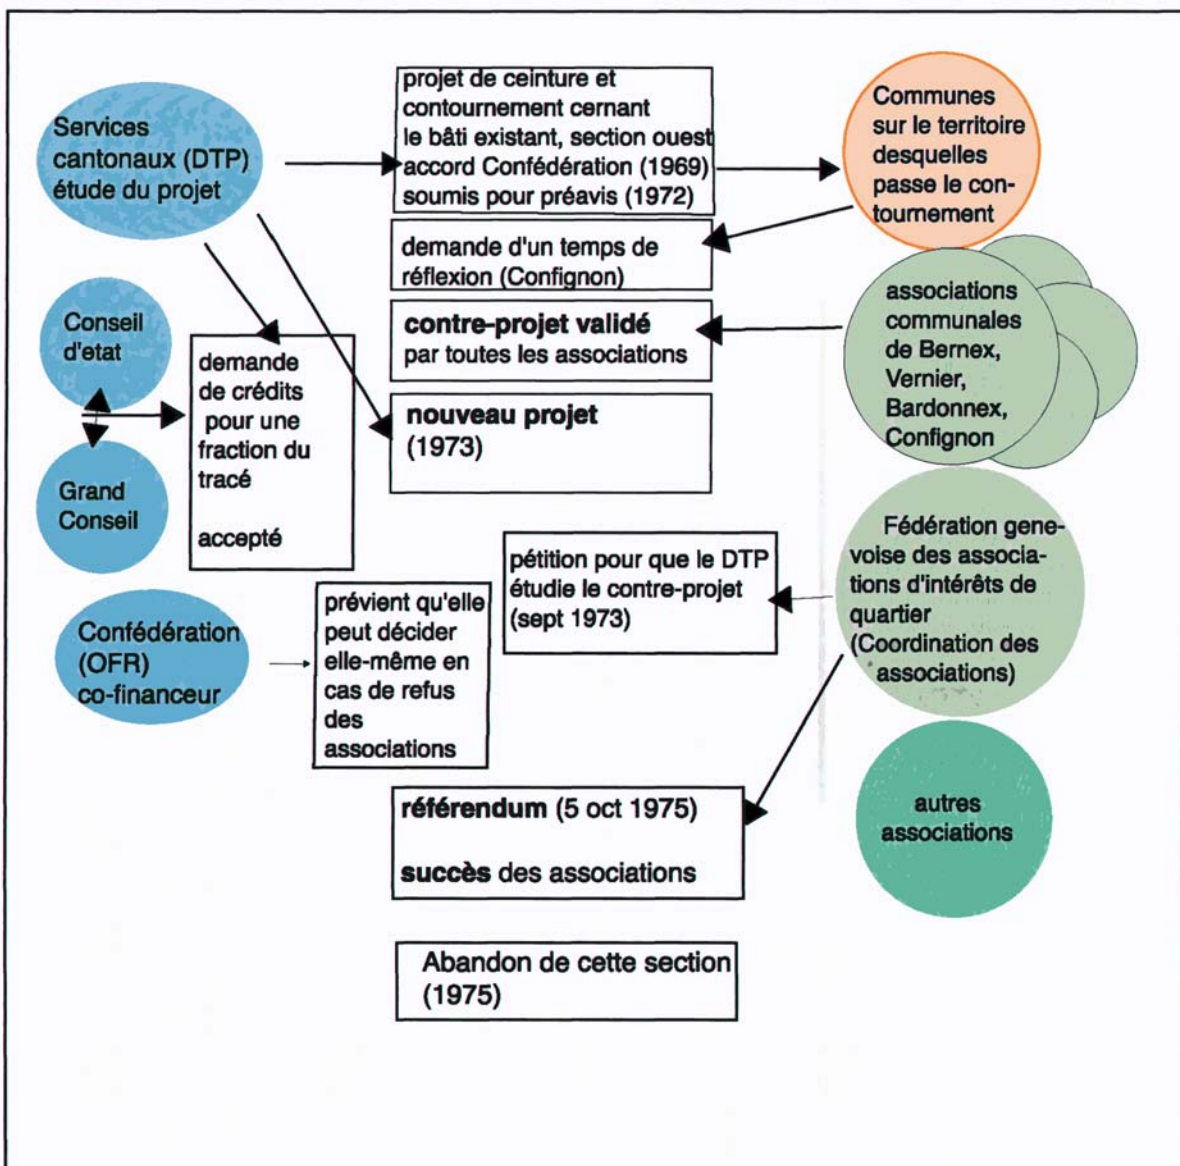 Services
cantonaux (DTP)
étude du projet
projet de ceinture et
contournement cernant
le bâti existant, section ouest
accord Confédération (1969)
soumis pour préavis (1972)
Communes
sur le territoire
desquelles
passe le con-
tournement
demande d'un temps de
réflexion (Confignon)
Conseil
d'etat
demande
de crédits
pour une
fraction du
tracé
accepté
contre-projet validé
par toutes les associations
associations
communales
de Bernex,
Vernier,
Bardonnex,
Confignon
nouveau projet
(1973)
Grand
Conseil
pétition pour que le DTP
étudie le contre-projet
(sept 1973)
Fédération gene-
voise des associa-
tions d'intérêts de
quartier
(Coordination des
associations)
Confédération
(OFR)
co-financeur
prévient qu'elle
peut décider
elle-même en
cas de refus
des
associations
référendum (5 oct 1975)
succès des associations
autres
associations
Abandon de cette section
(1975)